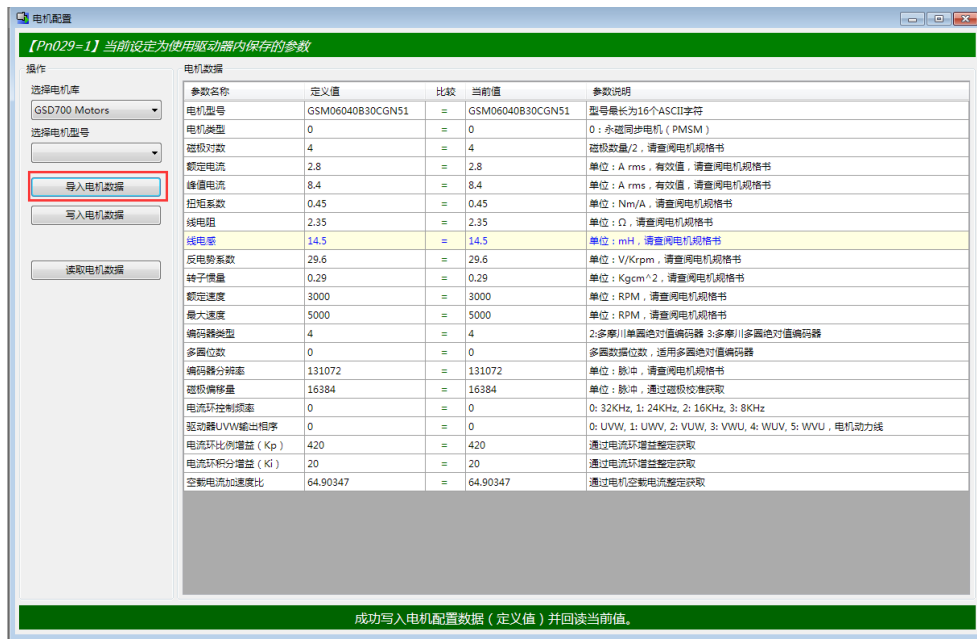 电机配置
【Pn029=1】当前设定为使用驱动器内保存的参数
操作
选择电机库
GSD700 Motors
选择电机型号
导入电机数据
写入电机数据
读取电机数据
电机数据
参数名称 定义值 比较 当前值 参数说明
电机型号 GSM06040B30CGN51 = GSM06040B30CGN51 型号最长为16个ASCII字符
电机类型 0 = 0 0：永磁同步电机（PMSM）
磁极对数 4 = 4 磁极数量/2，请查阅电机规格书
额定电流 2.8 = 2.8 单位：A rms，有效值，请查阅电机规格书
峰值电流 8.4 = 8.4 单位：A rms，有效值，请查阅电机规格书
扭矩系数 0.45 = 0.45 单位：Nm/A，请查阅电机规格书
线电阻 2.35 = 2.35 单位：Ω，请查阅电机规格书
线电感 14.5 = 14.5 单位：mH，请查阅电机规格书
反电势系数 29.6 = 29.6 单位：V/Krpm，请查阅电机规格书
转子惯量 0.29 = 0.29 单位：Kgcm^2，请查阅电机规格书
额定速度 3000 = 3000 单位：RPM，请查阅电机规格书
最大速度 5000 = 5000 单位：RPM，请查阅电机规格书
编码器类型 4 = 4 2:多摩川单圈绝对值编码器 3:多摩川多圈绝对值编码器
多圈位数 0 = 0 多圈数据位数，适用多圈绝对值编码器
编码器分辨率 131072 = 131072 单位：脉冲，请查阅电机规格书
磁极偏移量 16384 = 16384 单位：脉冲，通过磁极校准获取
电流环控制频率 0 = 0 0: 32KHz, 1: 24KHz, 2: 16KHz, 3: 8KHz
驱动器UVW输出相序 0 = 0 0: UVW, 1: UWV, 2: VUW, 3: VWU, 4: WUV, 5: WVU，电机动力线
电流环比例增益（Kp） 420 = 420 通过电流环增益整定获取
电流环积分增益（Ki） 20 = 20 通过电流环增益整定获取
空载电流加速度比 64.90347 = 64.90347 通过电机空载电流整定获取
成功写入电机配置数据（定义值）并回读当前值。